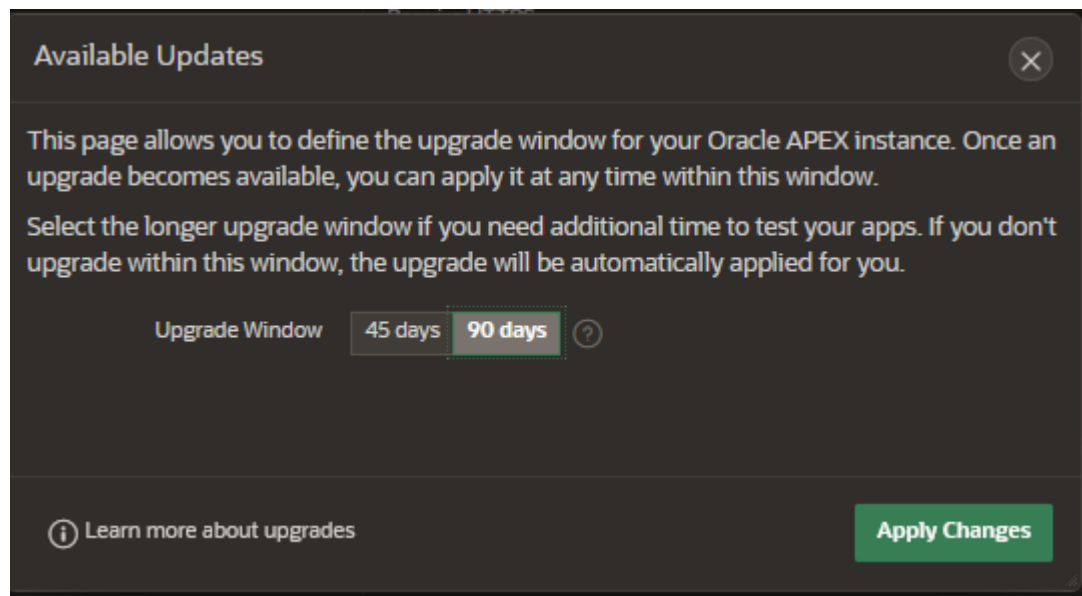 Available Updates
This page allows you to define the upgrade window for your Oracle APEX instance. Once an
upgrade becomes available, you can apply it at any time within this window.
Select the longer upgrade window if you need additional time to test your apps. If you don't
upgrade within this window, the upgrade will be automatically applied for you.
Upgrade Window 45 days 90 days ?
Learn more about upgrades
Apply Changes